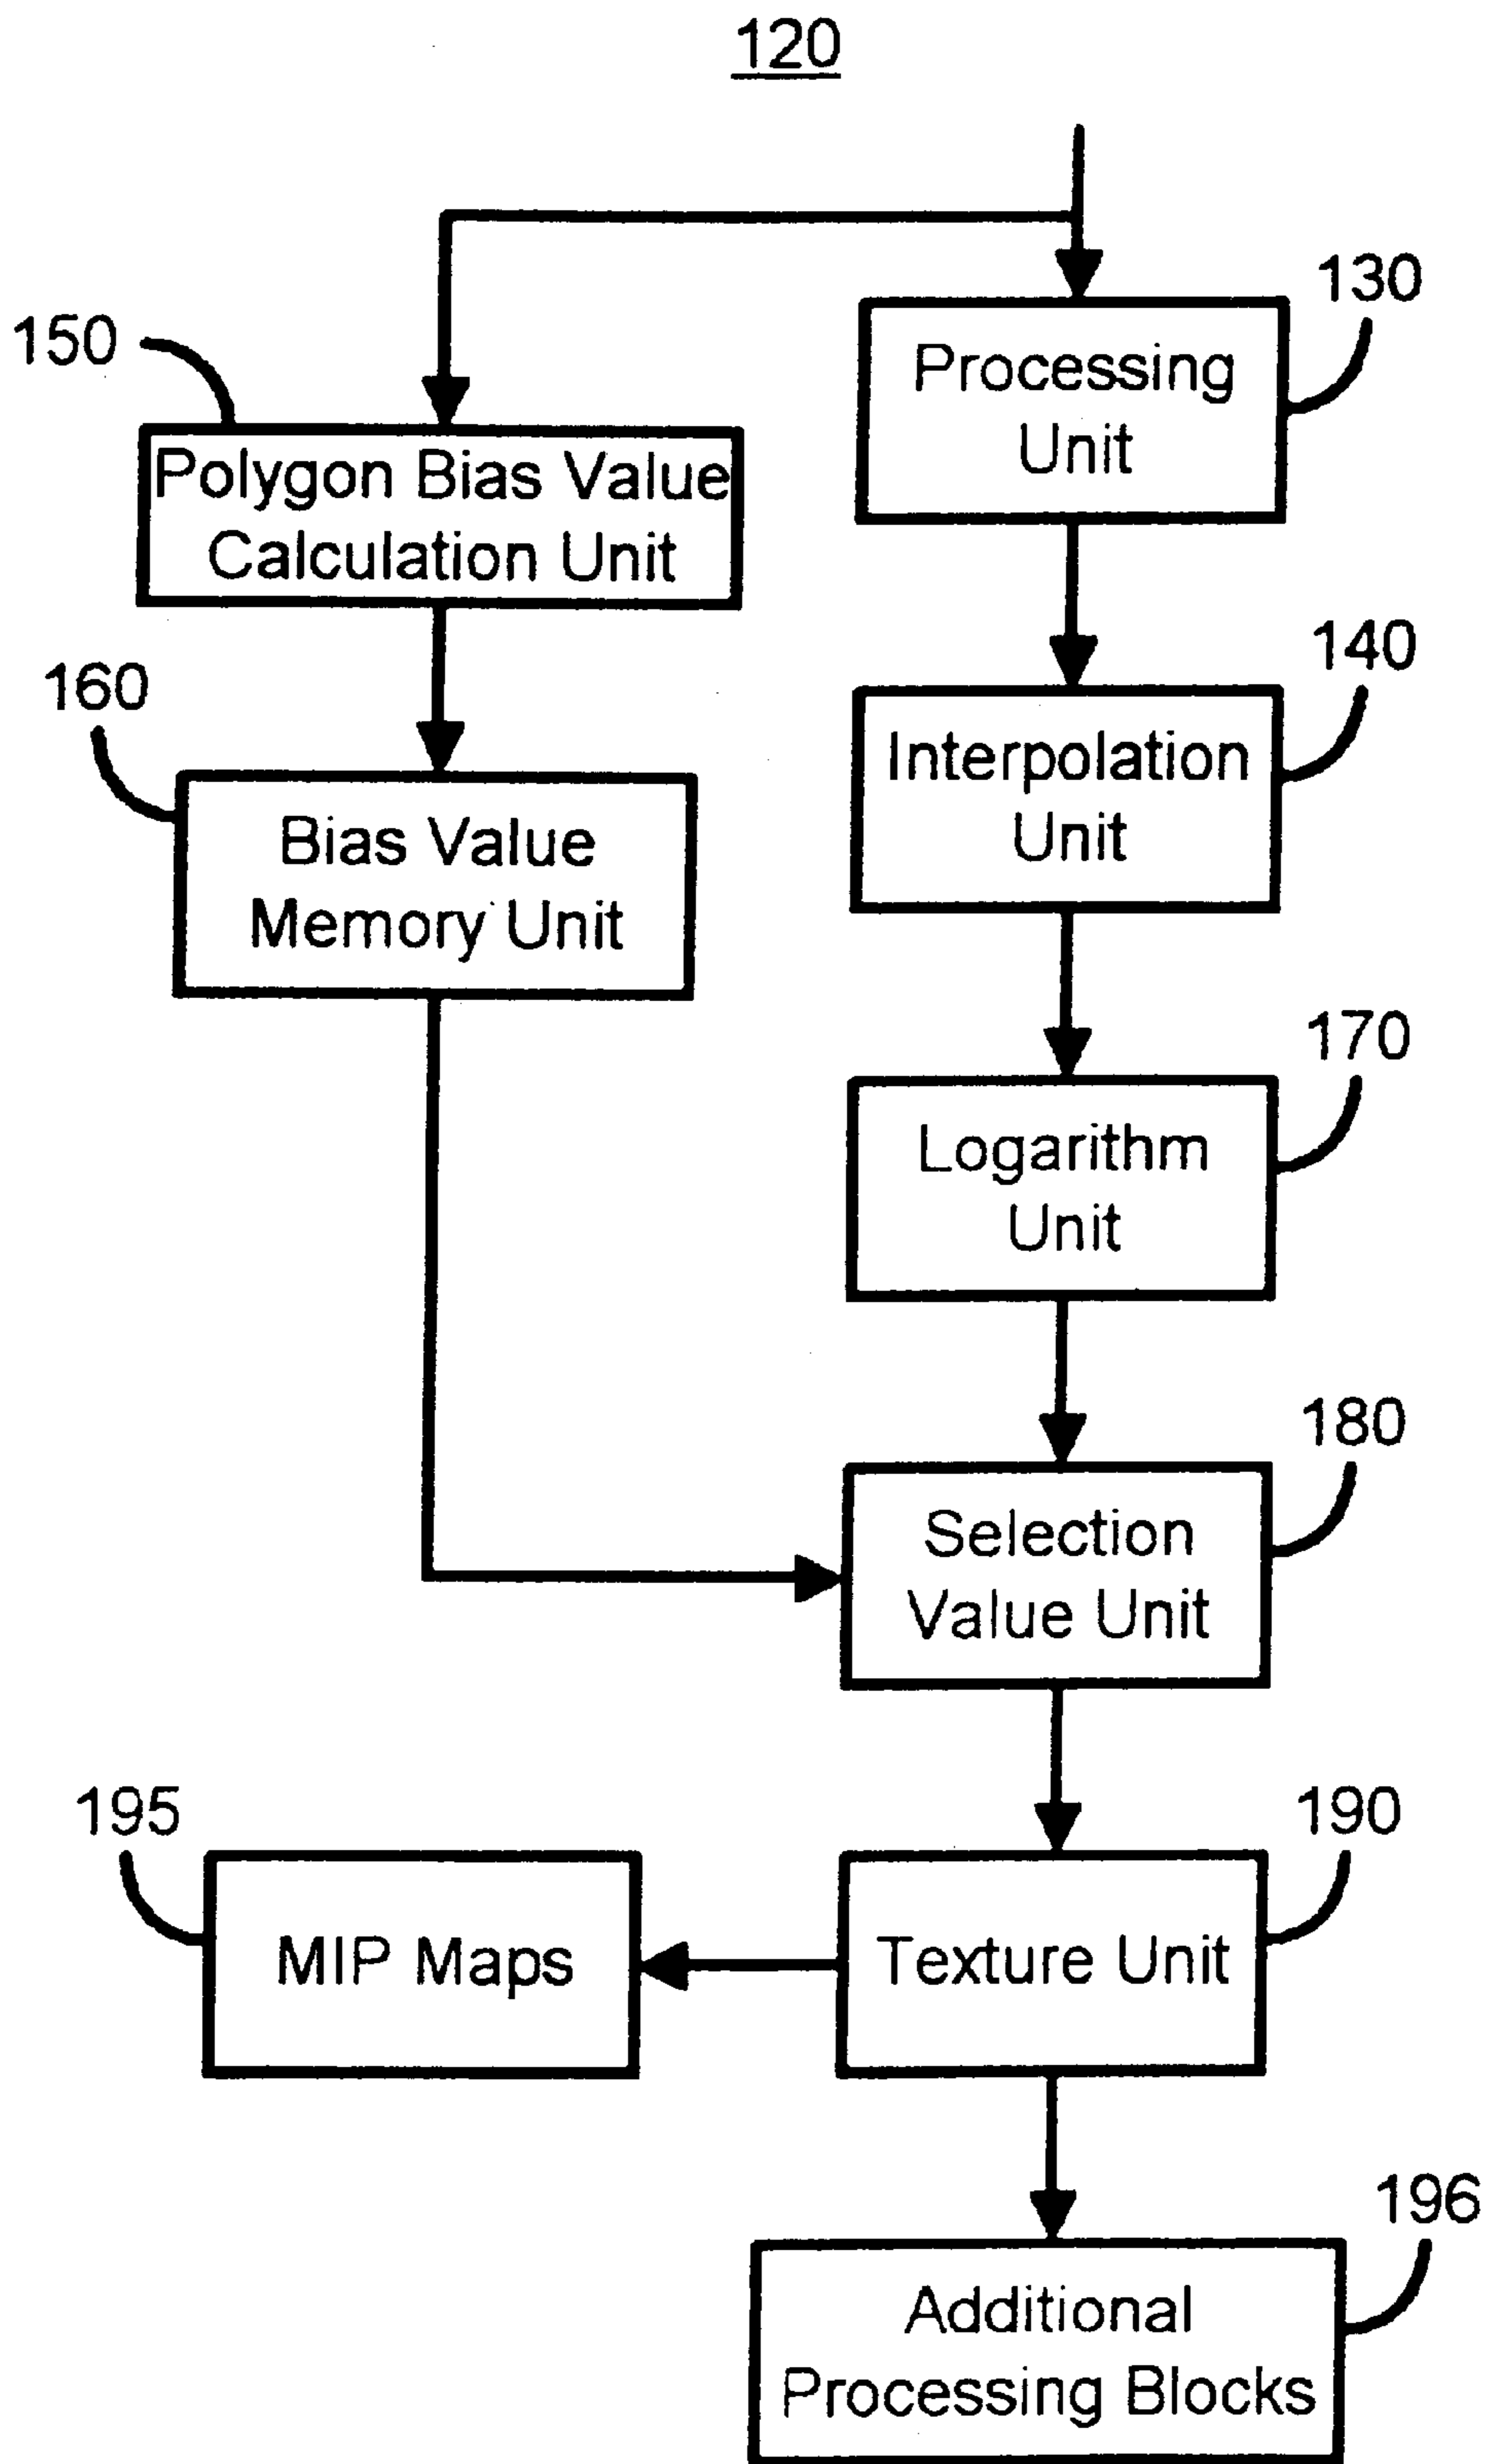 120
130
Processing
Unit
150
Polygon Bias Value
Calculation Unit
140
Interpolation
Unit
160
Bias Value
Memory Unit
170
Logarithm
Unit
180
Selection
Value Unit
195
MIP Maps
190
Texture Unit
196
Additional
Processing Blocks